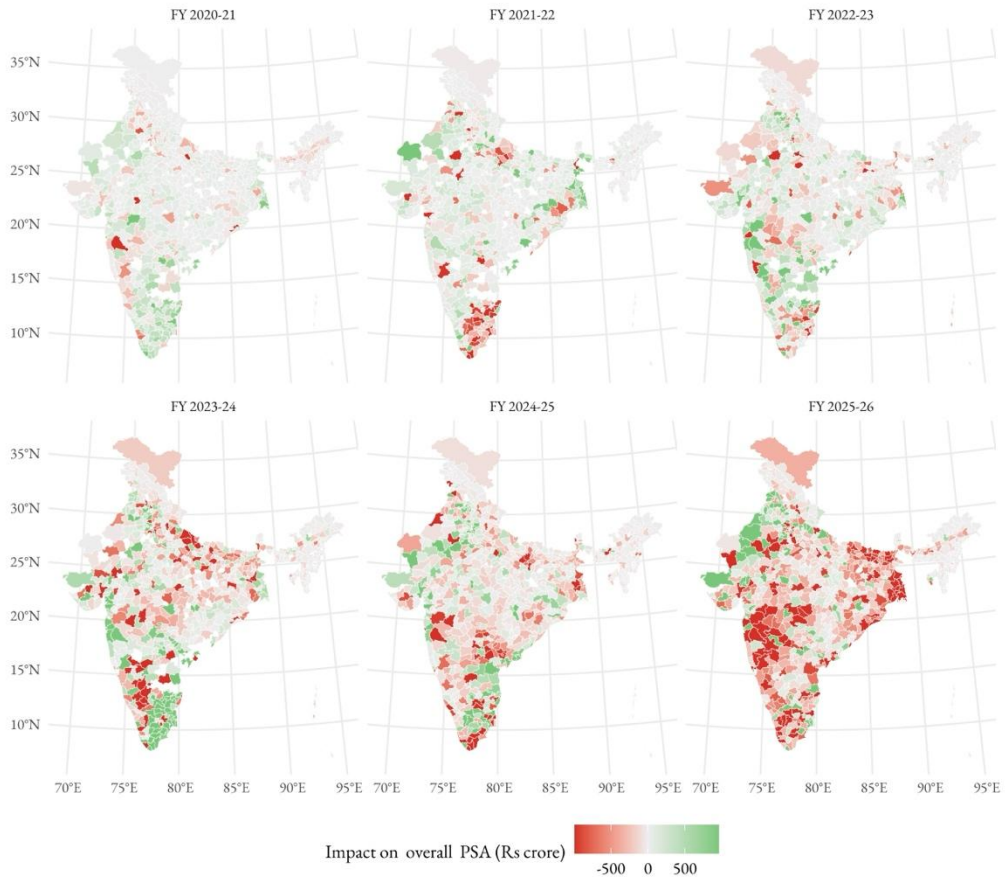 FY 2020-21 FY 2021-22 FY 2022-23
35°N
30°N
25°N
20°N
15°N
10°N
FY 2023-24 FY 2024-25 FY 2025-26
35°N
30°N
25°N
20°N
15°N
10°N
70°E 75°E 80°E 85°E 90°E 95°E 70°E 75°E 80°E 85°E 90°E 95°E 70°E 75°E 80°E 85°E 90°E 95°E
Impact on overall PSA (Rs crore)
-500 0 500